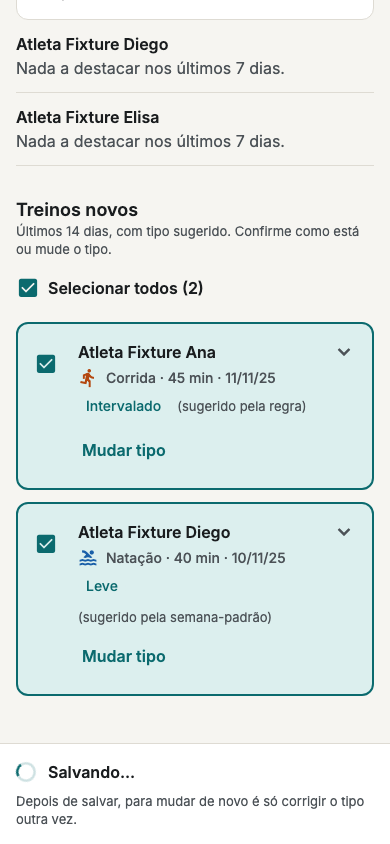 Atleta Fixture Diego
Nada a destacar nos últimos 7 dias.
Atleta Fixture Elisa
Nada a destacar nos últimos 7 dias.
Treinos novos
Últimos 14 dias, com tipo sugerido. Confirme como está
ou mude o tipo.
Selecionar todos (2)
Atleta Fixture Ana
Corrida · 45 min · 11/11/25
Intervalado (sugerido pela regra)
Mudar tipo
Atleta Fixture Diego
Natação · 40 min · 10/11/25
Leve
(sugerido pela semana-padrão)
Mudar tipo
Salvando...
Depois de salvar, para mudar de novo é só corrigir o tipo
outra vez.